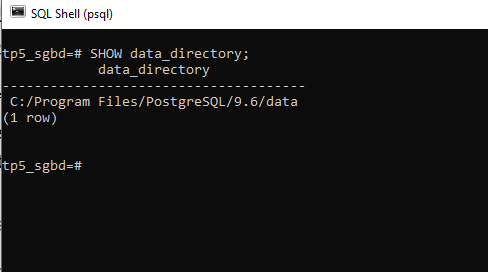 SQL Shell (psql)
tp5_sgbd=# SHOW data_directory;
data_directory
--------------------------------------
C:/Program Files/PostgreSQL/9.6/data
(1 row)
tp5_sgbd=#